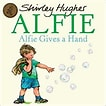 Shirley Hughes
ALFIE
Alfie Gives a Hand